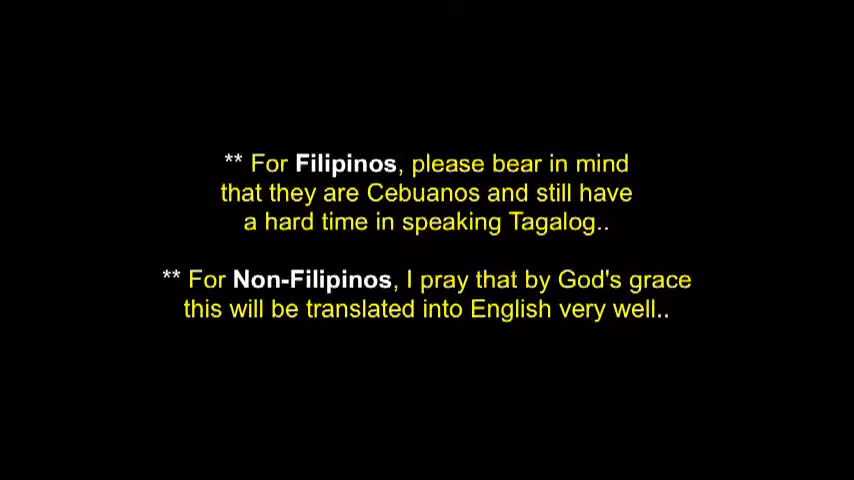 ** For Filipinos, please bear in mind
that they are Cebuanos and still have
a hard time in speaking Tagalog..
** For Non-Filipinos, I pray that by God's grace
this will be translated into English very well..